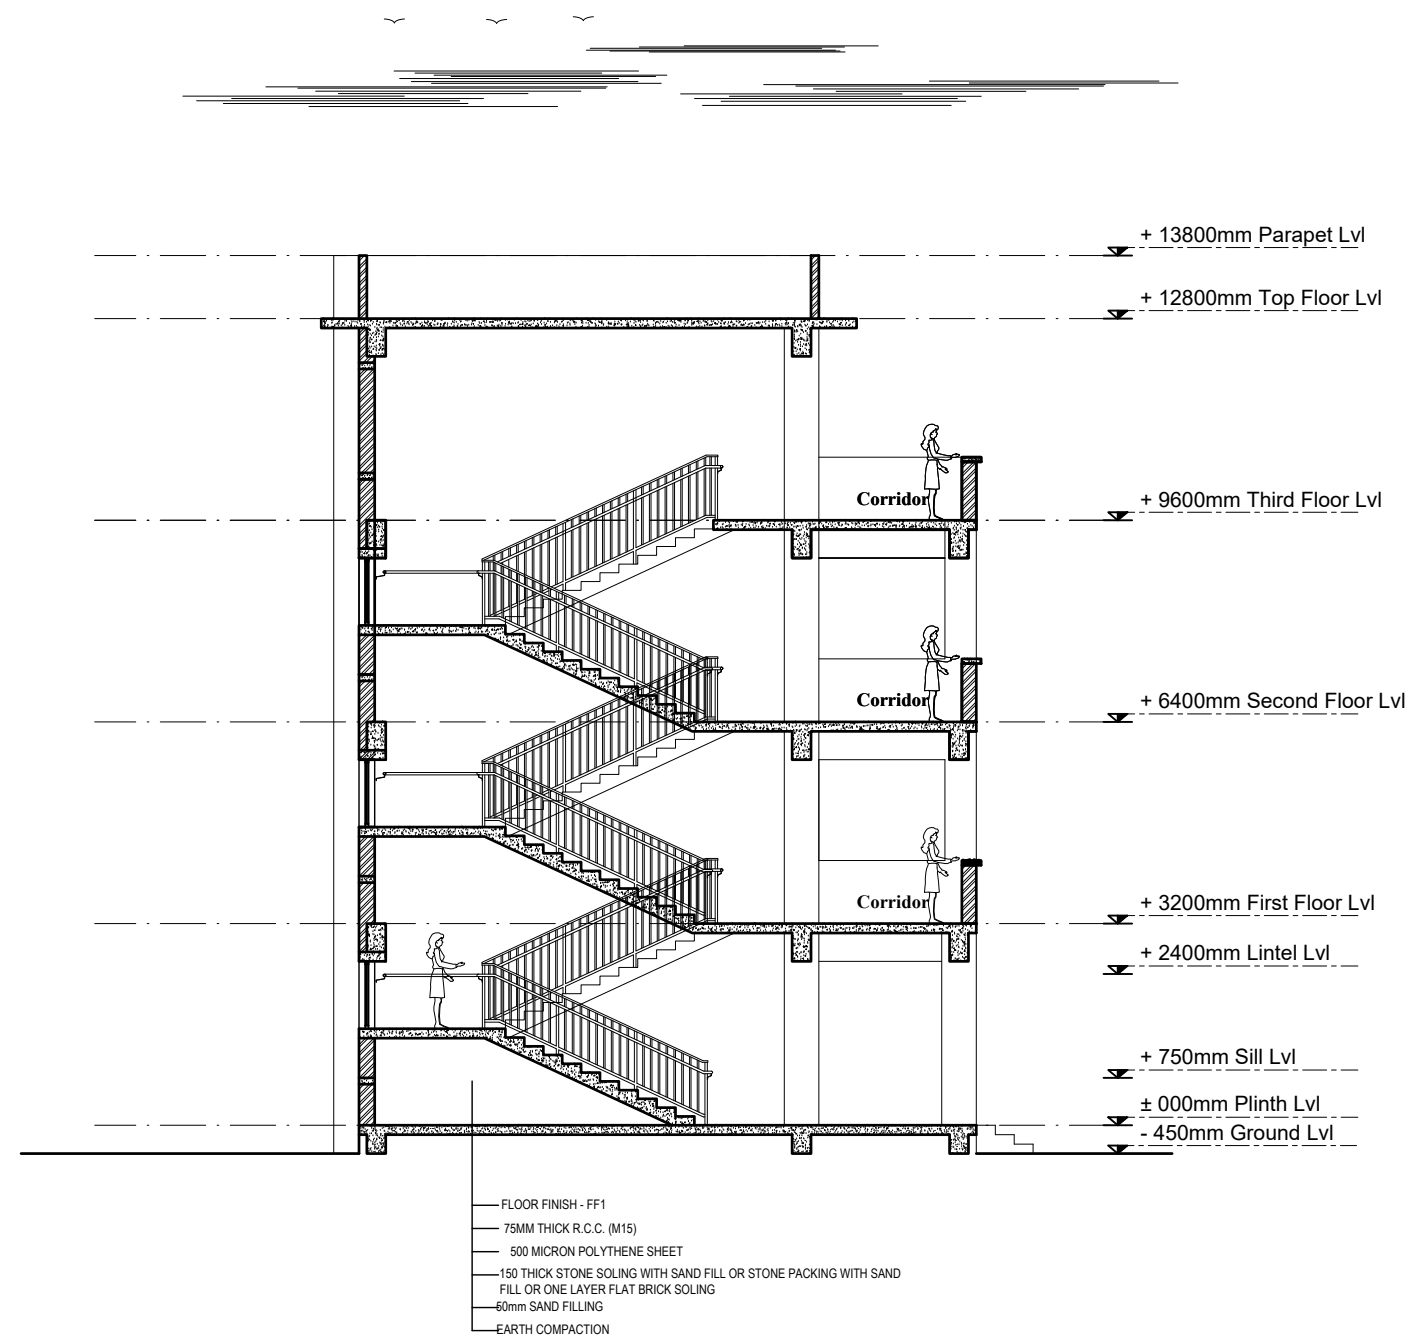 + 13800mm Parapet Lvl
+ 12800mm Top Floor Lvl
Corridor
+ 9600mm Third Floor Lvl
Corridor
+ 6400mm Second Floor Lvl
Corridor
+ 3200mm First Floor Lvl
+ 2400mm Lintel Lvl
+ 750mm Sill Lvl
± 000mm Plinth Lvl
- 450mm Ground Lvl
FLOOR FINISH - FF1
75MM THICK R.C.C. (M15)
500 MICRON POLYTHENE SHEET
150 THICK STONE SOLING WITH SAND FILL OR STONE PACKING WITH SAND
FILL OR ONE LAYER FLAT BRICK SOLING
50mm SAND FILLING
EARTH COMPACTION